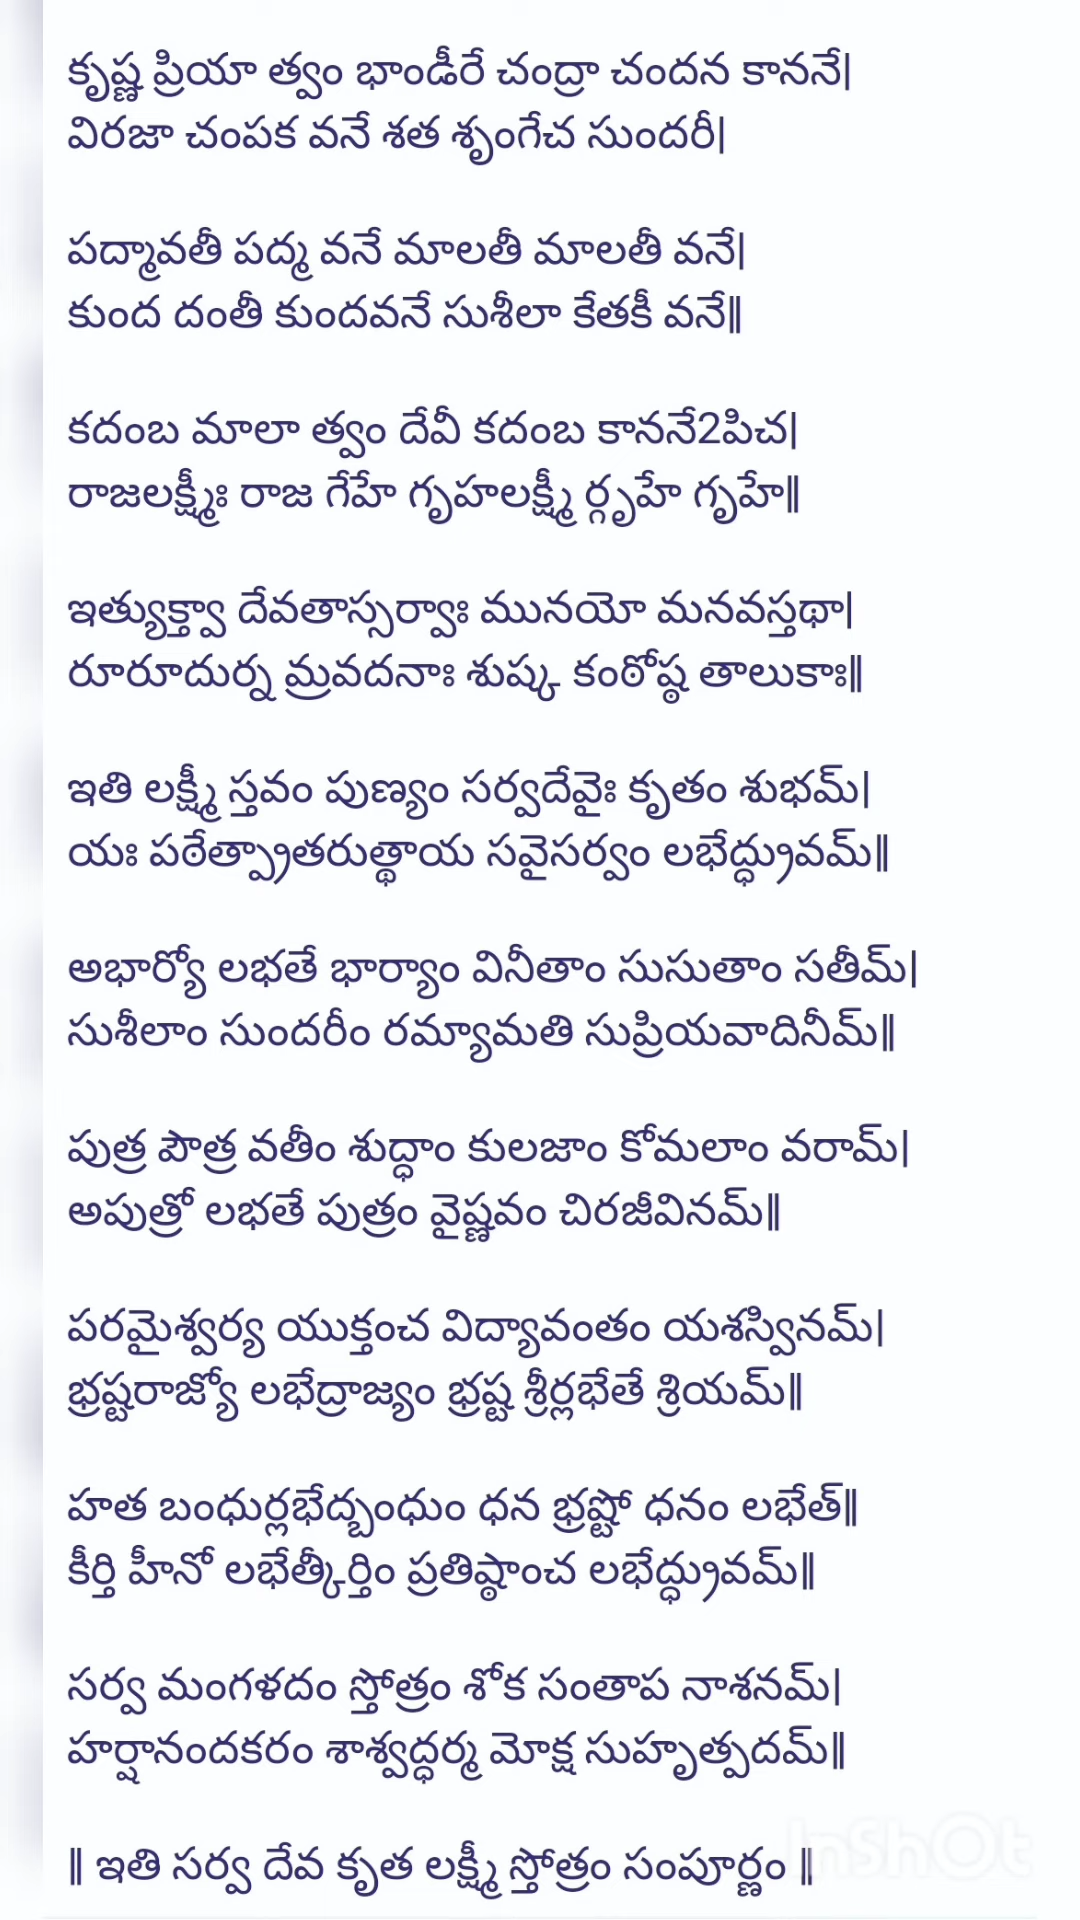 కృష్ణ ప్రియా త్వం భాండీరే చంద్రా చందన కాననే|
విరజా చంపక వనే శత శృంగేచ సుందరీ|
పద్మావతీ పద్మ వనే మాలతీ మాలతీ వనే|
కుంద దంతీ కుందవనే సుశీలా కేతకీ వనే||
కదంబ మాలా త్వం దేవీ కదంబ కాననే2పిచ|
రాజలక్ష్మీః రాజ గేహే గృహలక్ష్మీ ర్గృహే గృహే||
ఇత్యుక్త్వా దేవతాస్సర్వాః మునయో మనవస్తథా|
రూరూదుర్న మ్రవదనాః శుష్క కంఠోష్ఠ తాలుకాః||
ఇతి లక్ష్మీ స్తవం పుణ్యం సర్వదేవైః కృతం శుభమ్|
యః పఠేత్ప్రాతరుత్థాయ సవైసర్వం లభేద్ధ్రువమ్||
అభార్యో లభతే భార్యాం వినీతాం సుసుతాం సతీమ్|
సుశీలాం సుందరీం రమ్యామతి సుప్రియవాదినీమ్||
పుత్ర పౌత్ర వతీం శుద్ధాం కులజాం కోమలాం వరామ్|
అపుత్రో లభతే పుత్రం వైష్ణవం చిరజీవినమ్||
పరమైశ్వర్య యుక్తంచ విద్యావంతం యశస్వినమ్|
భ్రష్టరాజ్యో లభేద్రాజ్యం భ్రష్ట శ్రీర్లభేతే శ్రియమ్||
హత బంధుర్లభేద్బంధుం ధన భ్రష్టో ధనం లభేత్||
కీర్తి హీనో లభేత్కీర్తిం ప్రతిష్ఠాంచ లభేద్ధ్రువమ్||
సర్వ మంగళదం స్తోత్రం శోక సంతాప నాశనమ్|
హర్షానందకరం శాశ్వద్ధర్మ మోక్ష సుహృత్పదమ్||
|| ఇతి సర్వ దేవ కృత లక్ష్మీ స్తోత్రం సంపూర్ణం ||
InShOt